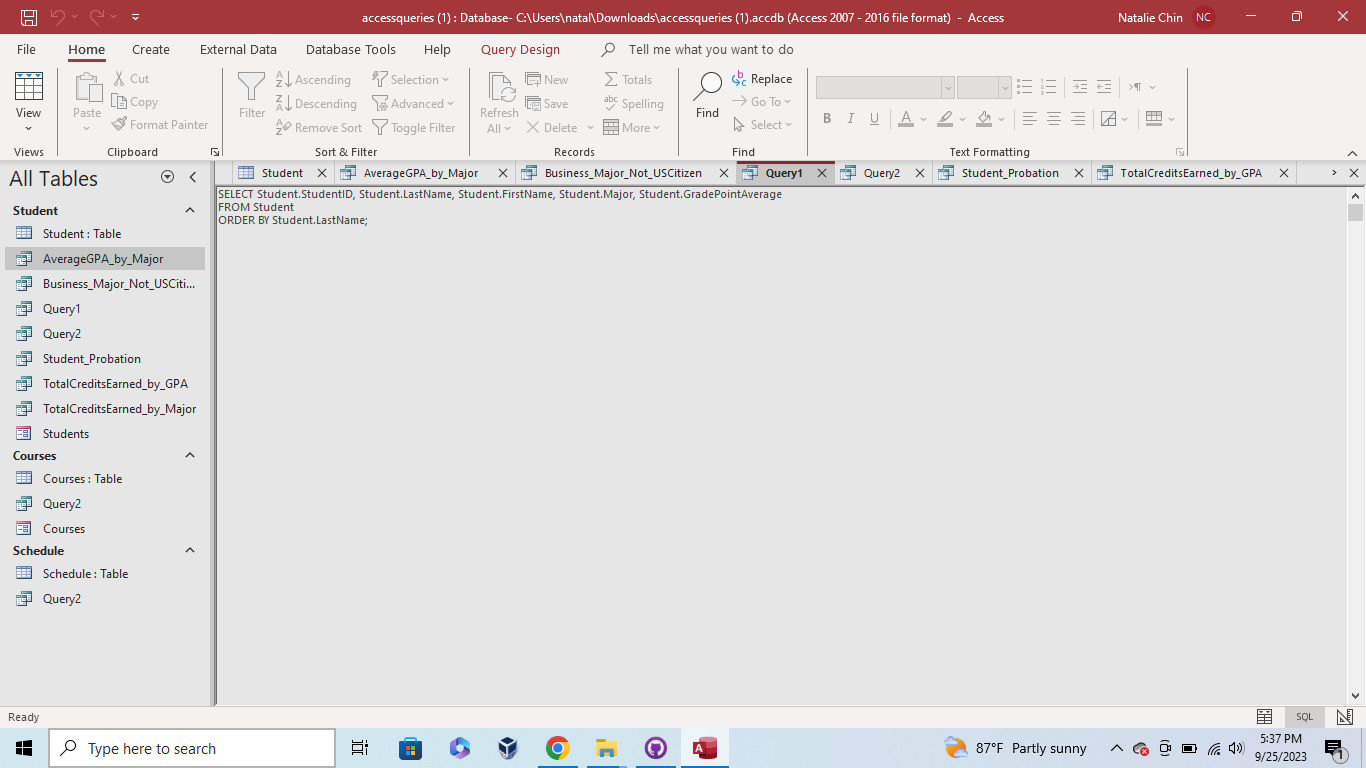 accessqueries (1) : Database- C:\Users\natal\Downloads\accessqueries (1).accdb (Access 2007 - 2016 file format) - Access
Natalie Chin NC
File Home Create External Data Database Tools Help Query Design Tell me what you want to do
View
Views
Paste
Cut
Copy
Format Painter
Clipboard
Filter
Ascending
Descending
Remove Sort
Selection
Advanced
Toggle Filter
Sort & Filter
Refresh
All
New
Save
Delete
Totals
Spelling
More
Records
Find
Replace
Go To
Select
Find
B I U A
Text Formatting
All Tables
Student
Student : Table
AverageGPA_by_Major
Business_Major_Not_USCiti...
Query1
Query2
Student_Probation
TotalCreditsEarned_by_GPA
TotalCreditsEarned_by_Major
Students
Courses
Courses : Table
Query2
Courses
Schedule
Schedule : Table
Query2
Student AverageGPA_by_Major Business_Major_Not_USCitizen Query1 Query2 Student_Probation TotalCreditsEarned_by_GPA
SELECT Student.StudentID, Student.LastName, Student.FirstName, Student.Major, Student.GradePointAverage
FROM Student
ORDER BY Student.LastName;
Ready
SQL
Type here to search
87°F Partly sunny
5:37 PM
9/25/2023
1